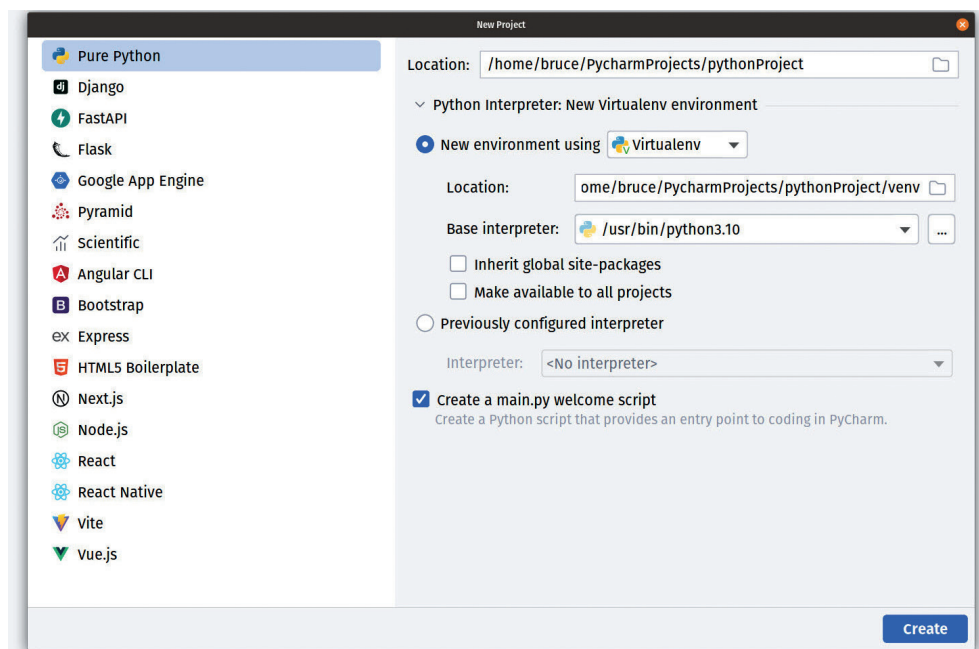 New Project
Pure Python
Django
FastAPI
Flask
Google App Engine
Pyramid
Scientific
Angular CLI
Bootstrap
Express
HTML5 Boilerplate
Next.js
Node.js
React
React Native
Vite
Vue.js
Location: /home/bruce/PycharmProjects/pythonProject
Python Interpreter: New Virtualenv environment
New environment using Virtualenv
Location: ome/bruce/PycharmProjects/pythonProject/venv
Base interpreter: /usr/bin/python3.10 ...
Inherit global site-packages
Make available to all projects
Previously configured interpreter
Interpreter: <No interpreter>
Create a main.py welcome script
Create a Python script that provides an entry point to coding in PyCharm.
Create